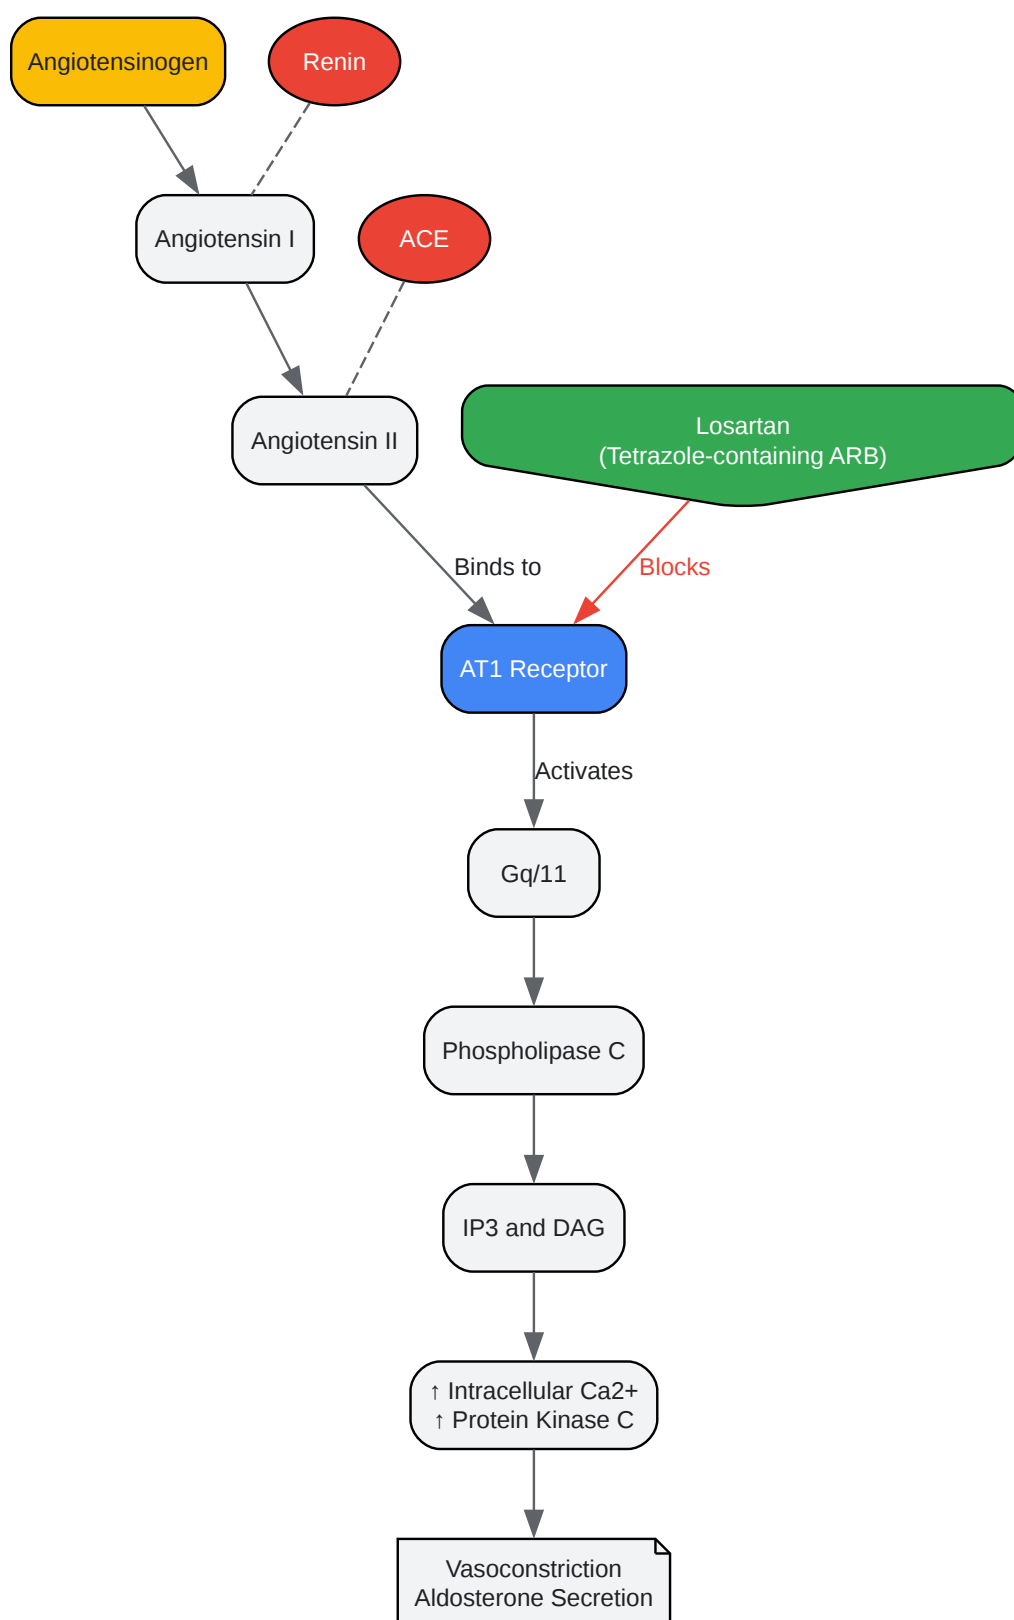 Angiotensinogen
Renin
Angiotensin I
ACE
Angiotensin II
Losartan
(Tetrazole-containing ARB)
Binds to
Blocks
AT1 Receptor
Activates
Gq/11
Phospholipase C
IP3 and DAG
↑ Intracellular Ca2+
↑ Protein Kinase C
Vasoconstriction
Aldosterone Secretion